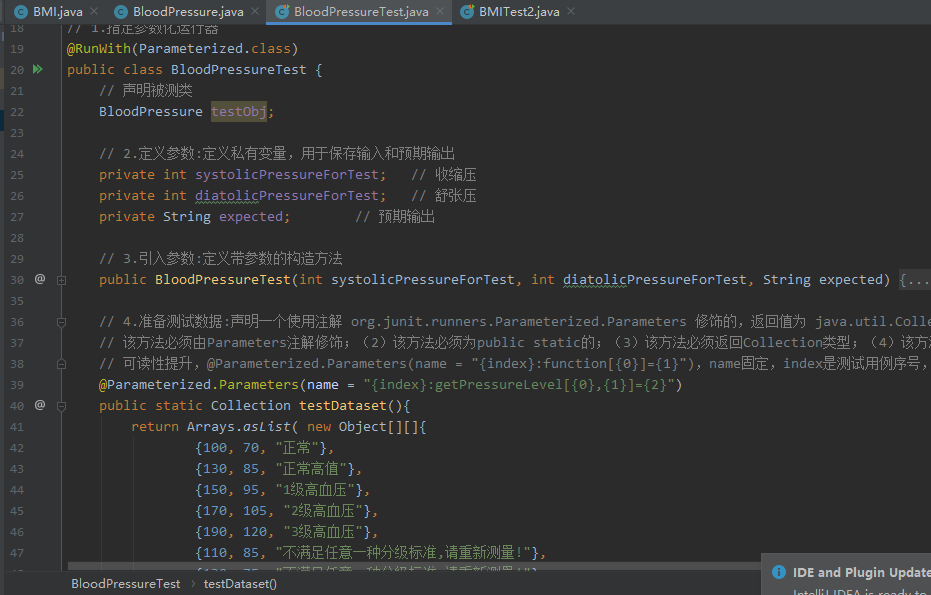 BMI.java × BloodPressure.java × BloodPressureTest.java × BMITest2.java ×
18 // 1.指定参数化运行器
19 @RunWith(Parameterized.class)
20 public class BloodPressureTest {
21 // 声明被测类
22 BloodPressure testObj;
23
24 // 2.定义参数:定义私有变量，用于保存输入和预期输出
25 private int systolicPressureForTest; // 收缩压
26 private int diatolicPressureForTest; // 舒张压
27 private String expected; // 预期输出
28
29 // 3.引入参数:定义带参数的构造方法
30 @ public BloodPressureTest(int systolicPressureForTest, int diatolicPressureForTest, String expected) {...
35
36 // 4.准备测试数据:声明一个使用注解 org.junit.runners.Parameterized.Parameters 修饰的，返回值为 java.util.Colle
37 // 该方法必须由Parameters注解修饰；（2）该方法必须为public static的；（3）该方法必须返回Collection类型；（4）该方
38 // 可读性提升，@Parameterized.Parameters(name = "{index}:function[{0}]={1}")，name固定，index是测试用例序号，
39 @Parameterized.Parameters(name = "{index}:getPressureLevel[{0},{1}]={2}")
40 @ public static Collection testDataset(){
41 return Arrays.asList( new Object[][]{
42 {100, 70, "正常"},
43 {130, 85, "正常高值"},
44 {150, 95, "1级高血压"},
45 {170, 105, "2级高血压"},
46 {190, 120, "3级高血压"},
47 {110, 85, "不满足任意一种分级标准,请重新测量!"},
BloodPressureTest › testDataset()
IDE and Plugin Update
IntelliJ IDEA is ready to